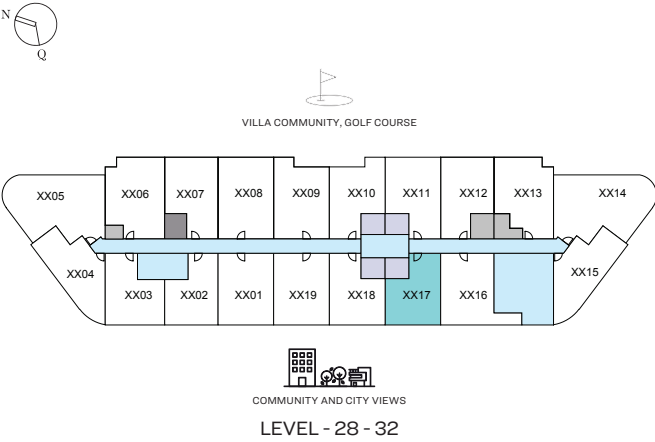 N
Q
VILLA COMMUNITY, GOLF COURSE
XX05 XX06 XX07 XX08 XX09 XX10 XX11 XX12 XX13 XX14
XX04 XX03 XX02 XX01 XX19 XX18 XX17 XX16 XX15
COMMUNITY AND CITY VIEWS
LEVEL - 28 - 32